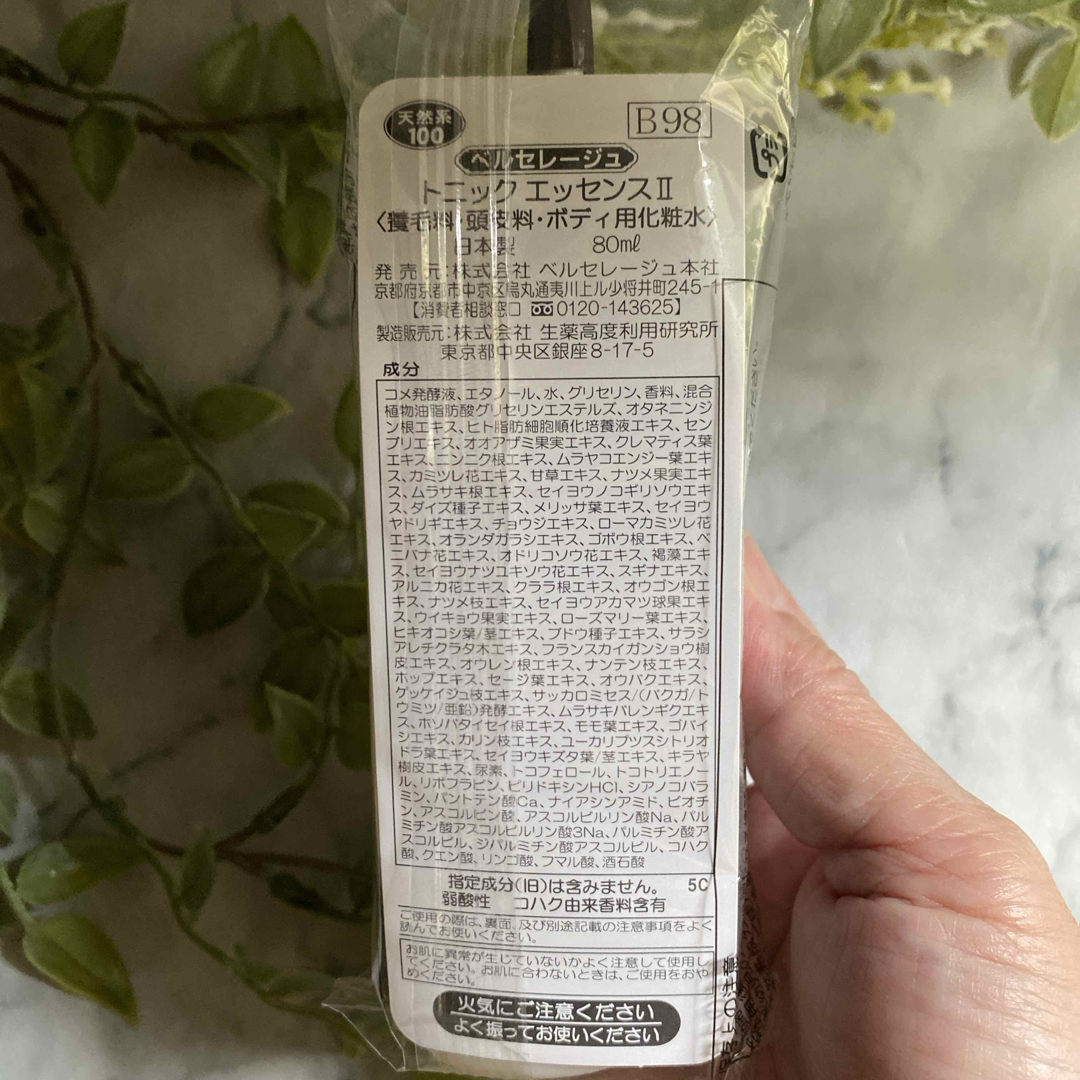 天然系
100
B98
ベルセレージュ
トニック エッセンスⅡ
〈養毛料・頭皮料・ボディ用化粧水〉
日本製 80㎖
発売元:株式会社 ベルセレージュ本社
京都府京都市中京区烏丸通夷川上ル少将井町245-1
【消費者相談窓口 0120-143625】
製造販売元:株式会社 生薬高度利用研究所
東京都中央区銀座8-17-5
成分
コメ発酵液、エタノール、水、グリセリン、香料、混合
植物油脂肪酸グリセリンエステルズ、オタネニンジ
ン根エキス、ヒト脂肪細胞順化培養液エキス、セン
ブリエキス、オオアザミ果実エキス、クレマティス葉
エキス、ニンニク根エキス、ムラヤコエンジー葉エキ
ス、カミツレ花エキス、甘草エキス、ナツメ果実エキ
ス、ムラサキ根エキス、セイヨウノコギリソウエキ
ス、ダイズ種子エキス、メリッサ葉エキス、セイヨウ
ヤドリギエキス、チョウジエキス、ローマカミツレ花
エキス、オランダガラシエキス、ゴボウ根エキス、ベ
ニバナ花エキス、オドリコソウ花エキス、褐藻エキ
ス、セイヨウナツユキソウ花エキス、スギナエキス、
アルニカ花エキス、クララ根エキス、オウゴン根エ
キス、ナツメ枝エキス、セイヨウアカマツ球果エキ
ス、ウイキョウ果実エキス、ローズマリー葉エキス、
ヒキオコシ葉/茎エキス、ブドウ種子エキス、サラシ
アレチクラタ木エキス、フランスカイガンショウ樹
皮エキス、オウレン根エキス、ナンテン枝エキス、
ホップエキス、セージ葉エキス、オウバクエキス、
ゲッケイジュ枝エキス、サッカロミセス/(バクガ/ト
ウミツ/亜鉛)発酵エキス、ムラサキバレンギクエキ
ス、ホソバタイセイ根エキス、モモ葉エキス、ゴバイ
シエキス、カリン枝エキス、ユーカリプツスシトリオ
ドラ葉エキス、セイヨウキズタ葉/茎エキス、キラヤ
樹皮エキス、尿素、トコフェロール、トコトリエノー
ル、リボフラビン、ピリドキシンHCl、シアノコバラ
ミン、パントテン酸Ca、ナイアシンアミド、ビオチ
ン、アスコルビン酸、アスコルビルリン酸Na、パル
ミチン酸アスコルビルリン酸3Na、パルミチン酸ア
スコルビル、ジパルミチン酸アスコルビル、コハク
酸、クエン酸、リンゴ酸、フマル酸、酒石酸
指定成分(旧)は含みません。 5C
弱酸性 コハク由来香料含有
ご使用の際は、裏面、及び別途記載の注意事項をよく
読んでお使いください。
お肌に異常が生じていないかよく注意して使用し
てください。お肌に合わないときは、ご使用をおや
めください。
火気にご注意ください
よく振ってお使いください